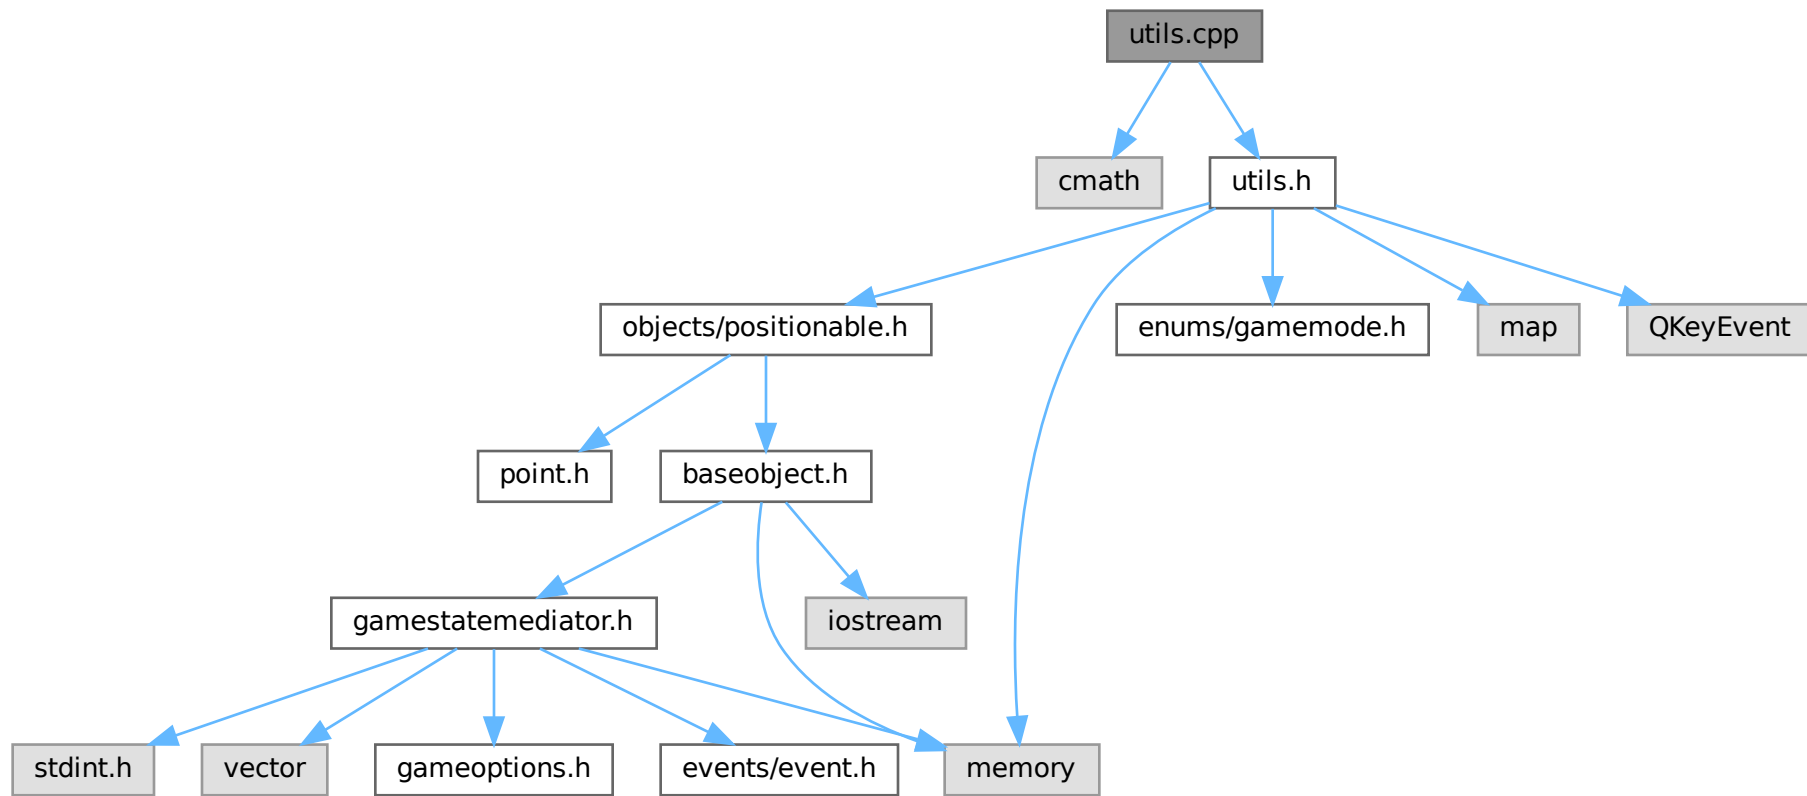 utils.cpp
cmath
utils.h
objects/positionable.h
enums/gamemode.h
map
QKeyEvent
point.h
baseobject.h
gamestatemediator.h
iostream
stdint.h
vector
gameoptions.h
events/event.h
memory